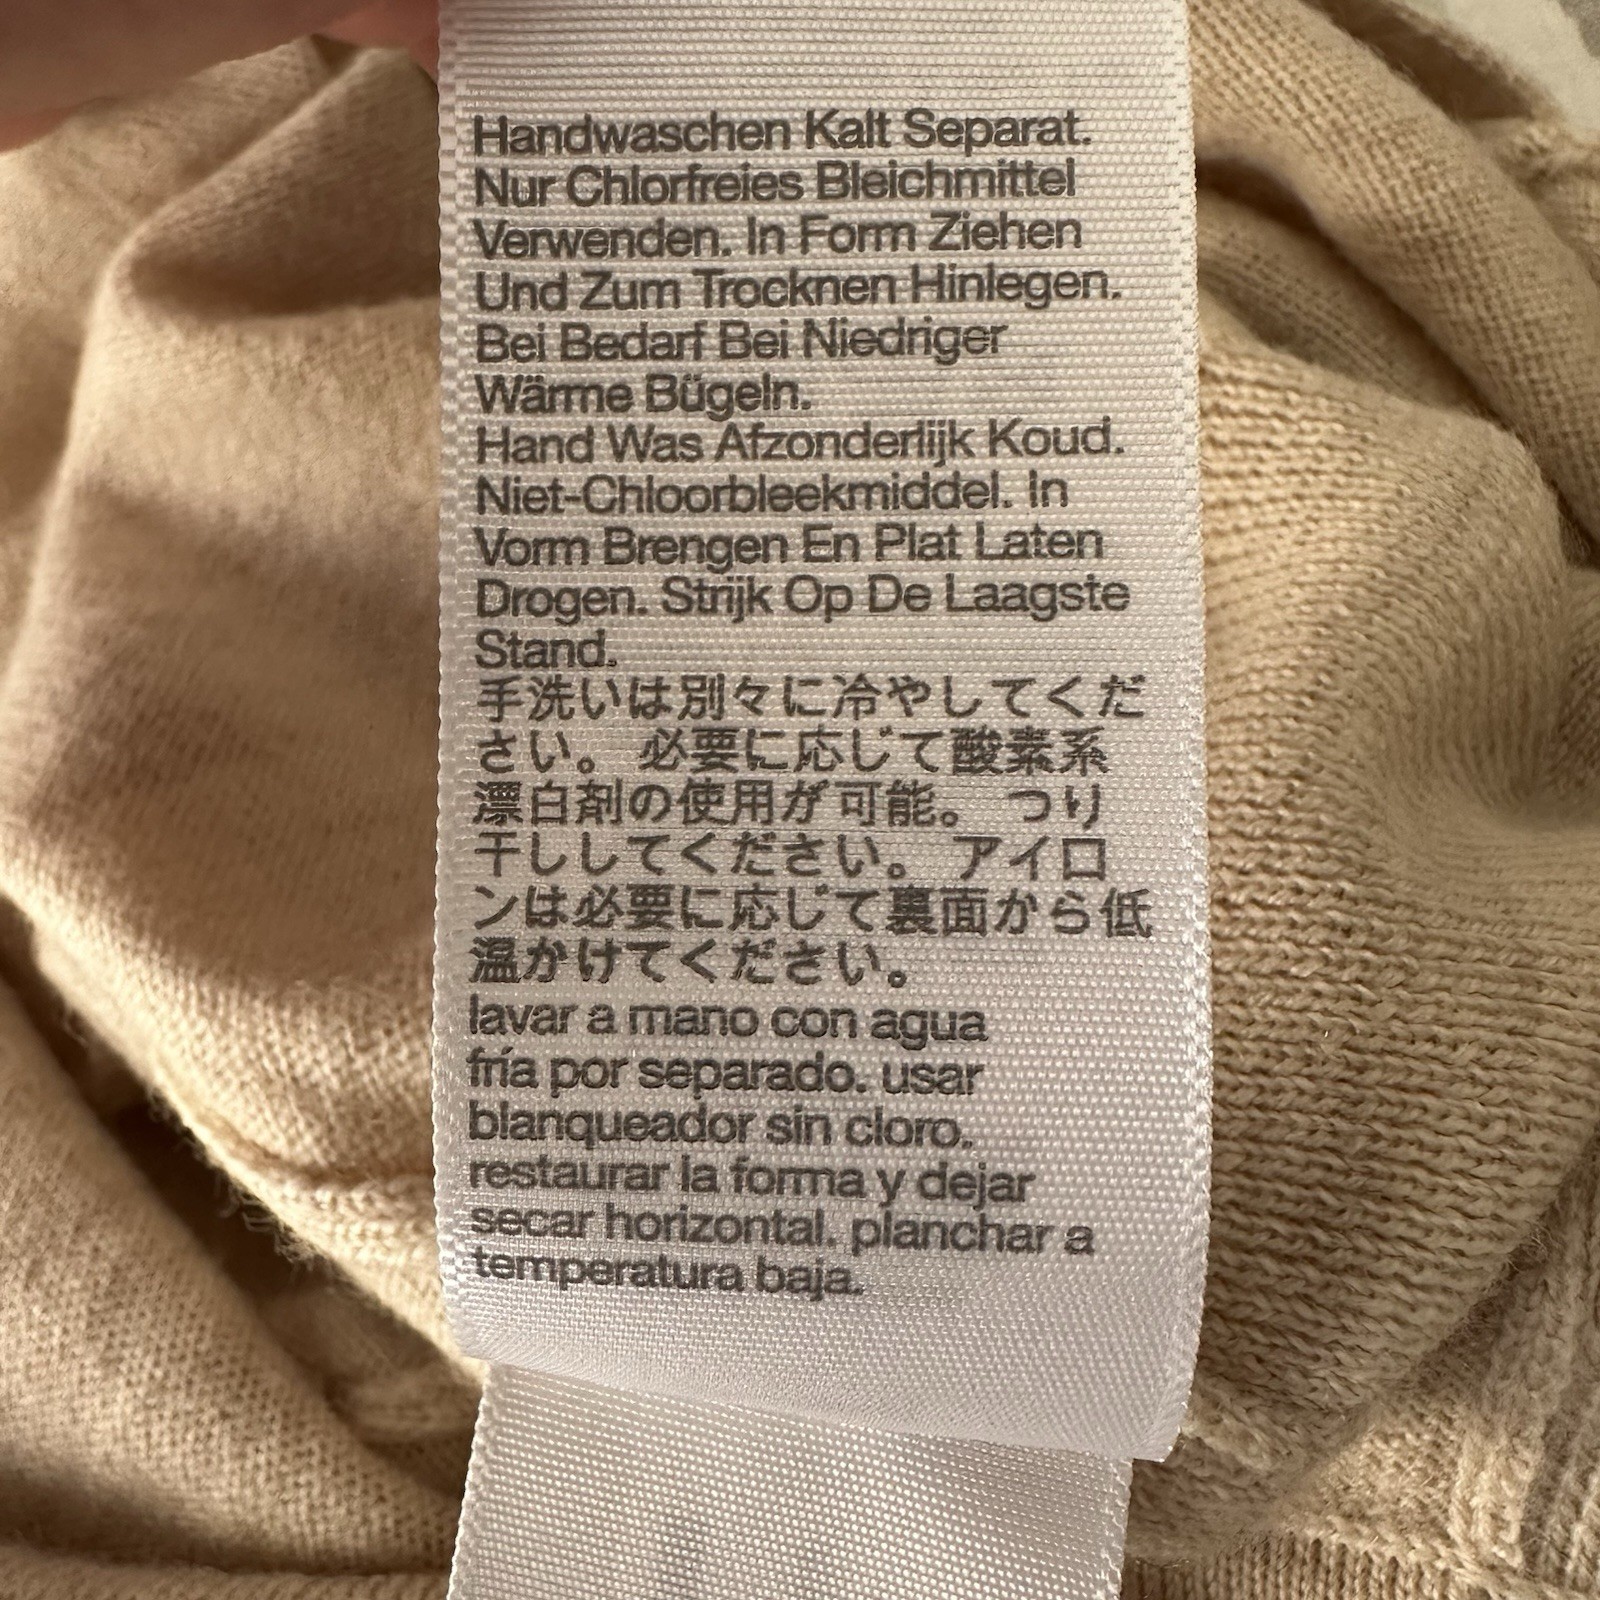 Handwaschen Kalt Separat.
Nur Chlorfreies Bleichmittel
Verwenden. In Form Ziehen
Und Zum Trocknen Hinlegen.
Bei Bedarf Bei Niedriger
Wärme Bügeln.
Hand Was Afzonderlijk Koud.
Niet-Chloorbleekmiddel. In
Vorm Brengen En Plat Laten
Drogen. Strijk Op De Laagste
Stand.
手洗いは別々に冷やしてくだ
さい。 必要に応じて酸素系
漂白剤の使用が可能。 つり
干ししてください。 アイロ
ンは必要に応じて裏面から低
温かけてください。
lavar a mano con agua
fría por separado. usar
blanqueador sin cloro.
restaurar la forma y dejar
secar horizontal. planchar a
temperatura baja.